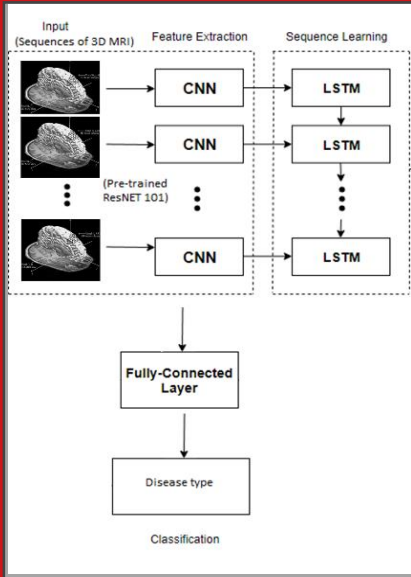 Input
(Sequences of 3D MRI)
Feature Extraction
Sequence Learning
CNN
LSTM
CNN
LSTM
(Pre-trained
ResNET 101)
CNN
LSTM
Fully-Connected
Layer
Disease type
Classification